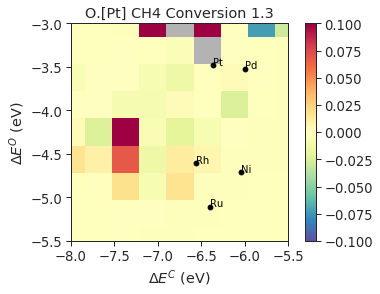 O.[Pt] CH4 Conversion 1.3
ΔE^O (eV)
−3.0
−3.5
−4.0
−4.5
−5.0
−5.5
Pt
Pd
Rh
Ni
Ru
−8.0 −7.5 −7.0 −6.5 −6.0 −5.5
ΔE^C (eV)
0.100
0.075
0.050
0.025
0.000
−0.025
−0.050
−0.075
−0.100